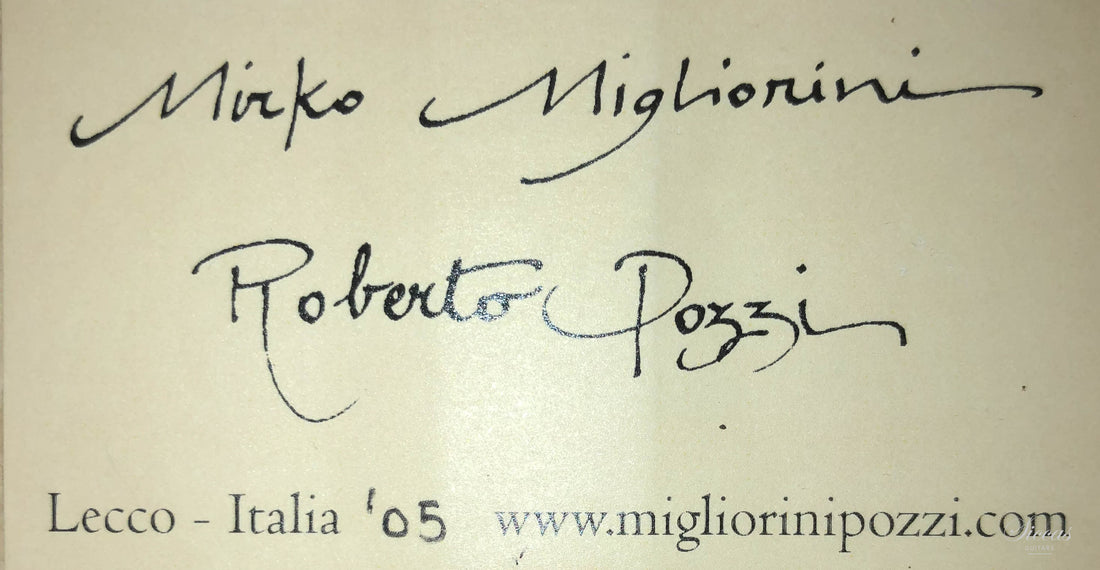 Mirko Migliorini
Roberto Pozzi
Lecco - Italia '05 www.migliorinipozzi.com